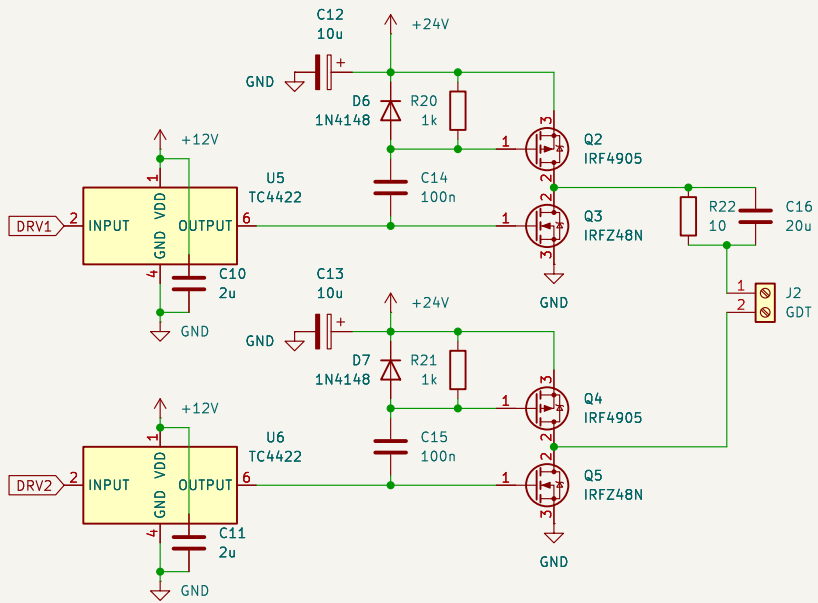 C12
10u
+
+24V
GND
D6
1N4148
R20
1k
3
1
Q2
IRF4905
2
+12V
1
U5
TC4422
C14
100n
2
Q3
IRFZ48N
1
3
GND
R22
10
C16
20u
DRV1
2
INPUT
VDD
GND
OUTPUT
6
4
C10
2u
GND
C13
10u
+
+24V
GND
1
2
J2
GDT
D7
1N4148
R21
1k
3
1
Q4
IRF4905
2
+12V
1
U6
TC4422
C15
100n
2
Q5
IRFZ48N
1
3
GND
DRV2
2
INPUT
VDD
GND
OUTPUT
6
4
C11
2u
GND